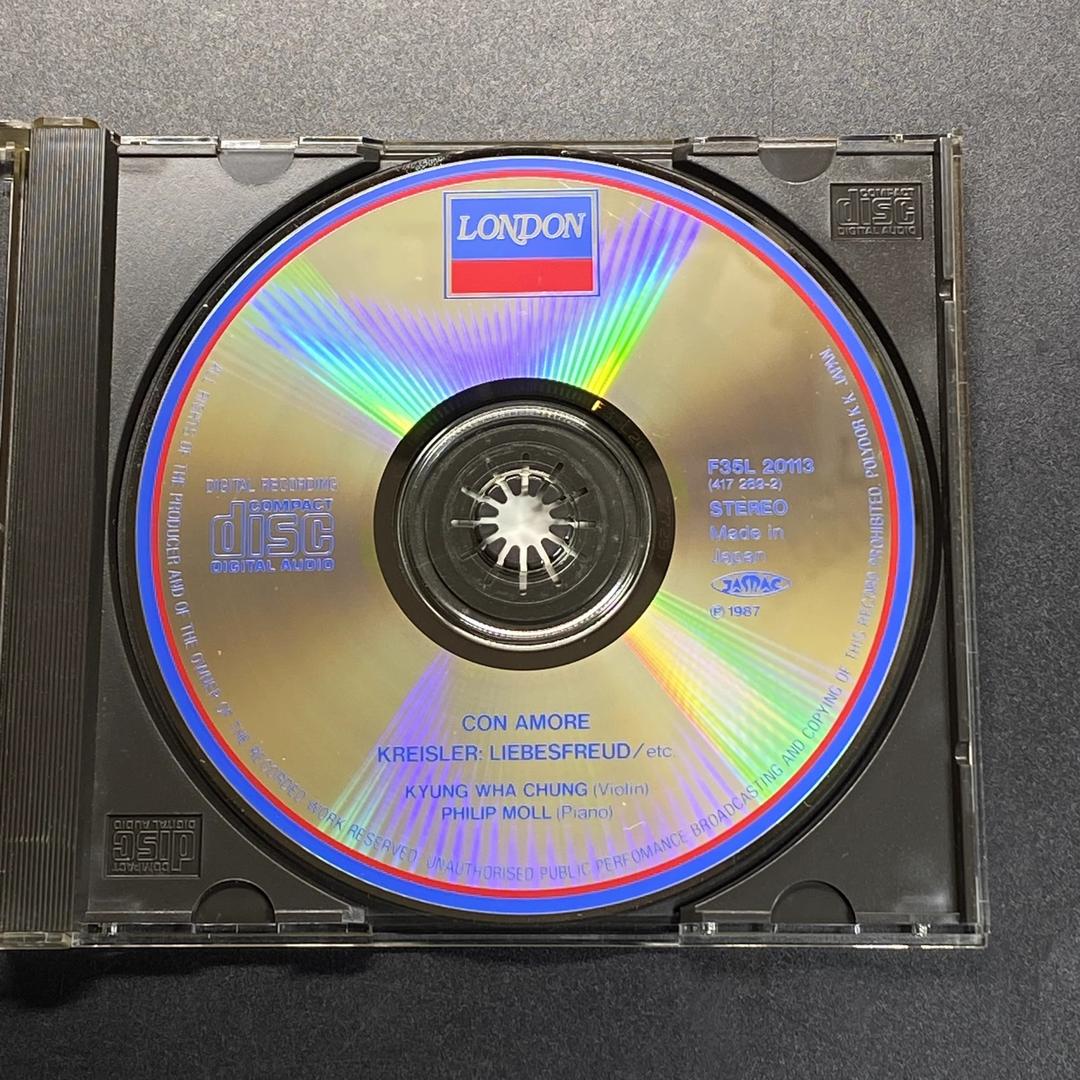 LONDON
COMPACT
disc
DIGITAL AUDIO
DIGITAL RECORDING
COMPACT
disc
DIGITAL AUDIO
F35L 20113
(417 289-2)
STEREO
Made in
Japan
JASRAC
Ⓟ 1987
CON AMORE
KREISLER: LIEBESFREUD/etc.
KYUNG WHA CHUNG (Violin)
PHILIP MOLL (Piano)
ALL RIGHTS OF THE PRODUCER AND OF THE OWNER OF THE RECORDED WORK RESERVED. UNAUTHORISED PUBLIC PERFOMANCE BROADCASTING AND COPYING OF THIS RECORD PROHIBITED POLYDOR K.K. JAPAN.
COMPACT
disc
DIGITAL AUDIO